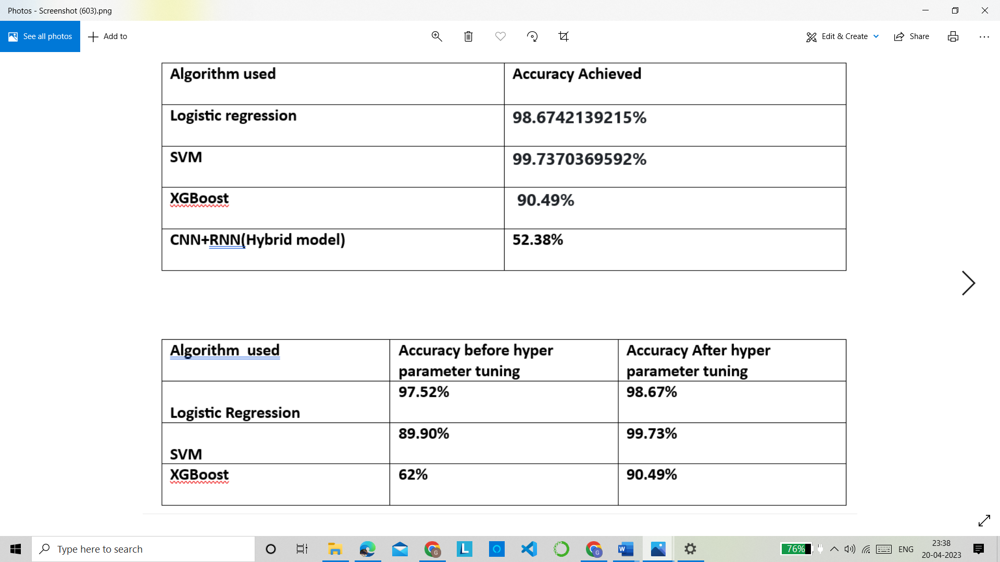 Photos - Screenshot (603).png
See all photos
Add to
Edit & Create
Share
Algorithm used
Accuracy Achieved
Logistic regression
98.6742139215%
SVM
99.7370369592%
XGBoost
90.49%
CNN+RNN(Hybrid model)
52.38%
Algorithm  used
Accuracy before hyper
parameter tuning
Accuracy After hyper
parameter tuning
Logistic Regression
97.52%
98.67%
SVM
89.90%
99.73%
XGBoost
62%
90.49%
Type here to search
L
G
G
W
76%
ENG
23:38
20-04-2023